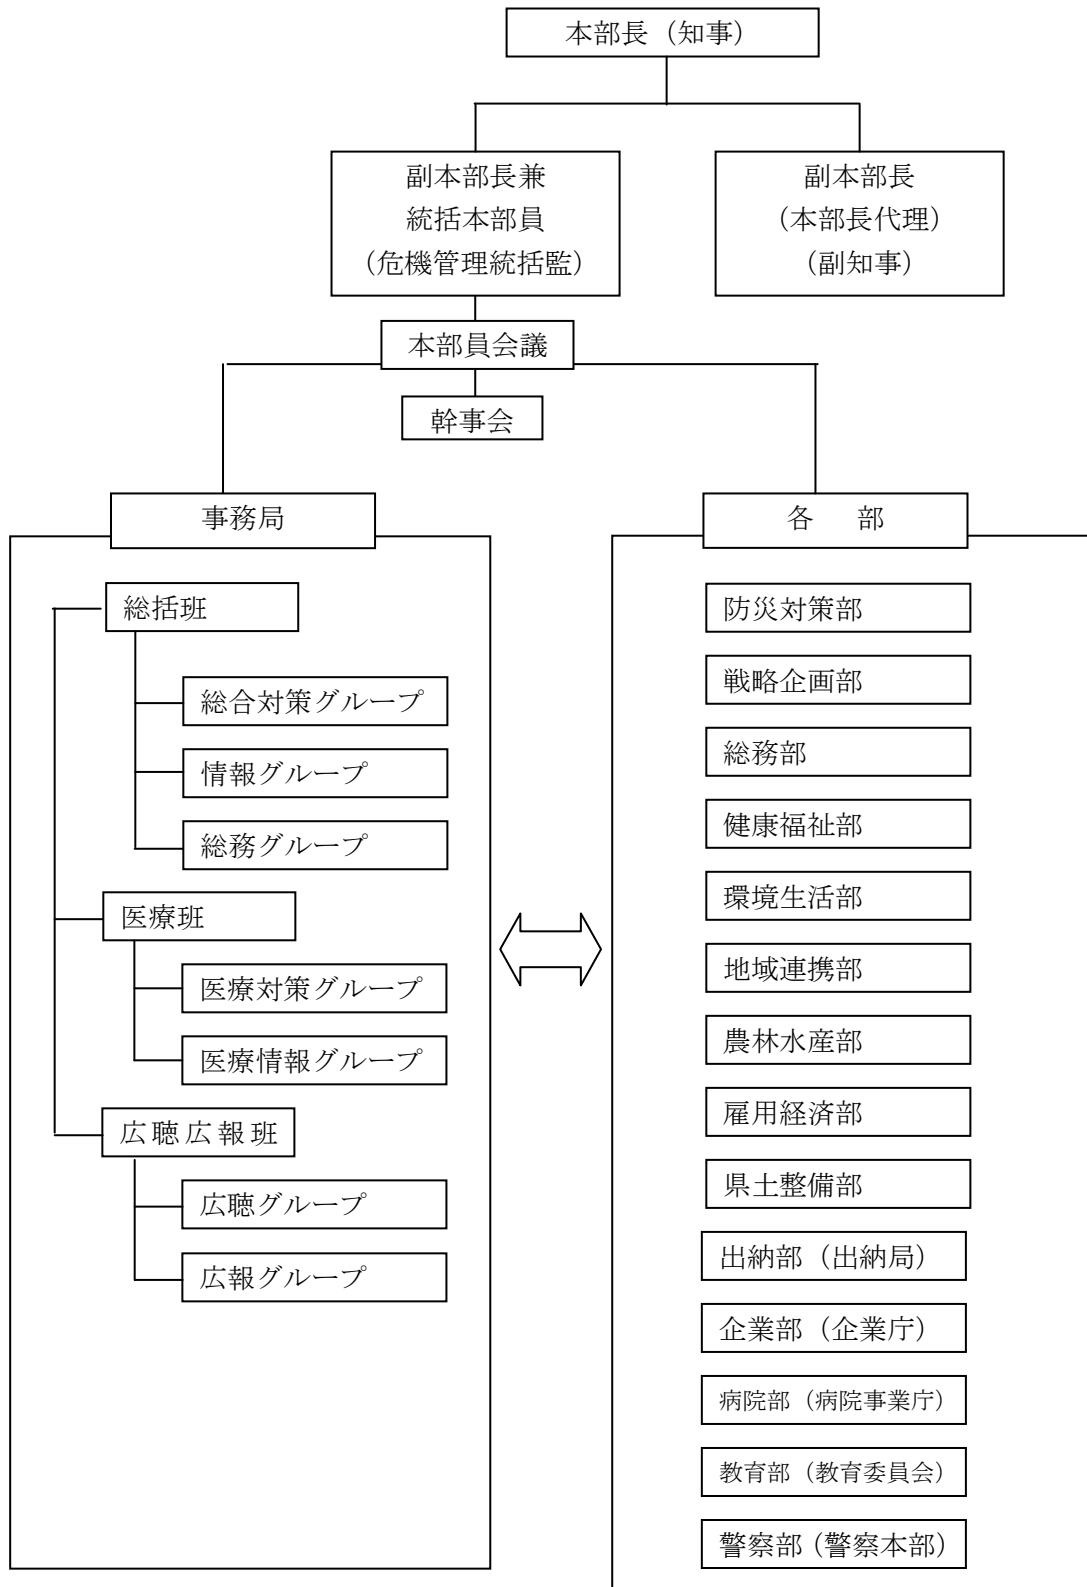 本部長（知事）
副本部長兼
統括本部員
（危機管理統括監）
副本部長
（本部長代理）
（副知事）
本部員会議
幹事会
事務局
総括班
総合対策グループ
情報グループ
総務グループ
医療班
医療対策グループ
医療情報グループ
広聴広報班
広聴グループ
広報グループ
各　部
防災対策部
戦略企画部
総務部
健康福祉部
環境生活部
地域連携部
農林水産部
雇用経済部
県土整備部
出納部（出納局）
企業部（企業庁）
病院部（病院事業庁）
教育部（教育委員会）
警察部（警察本部）